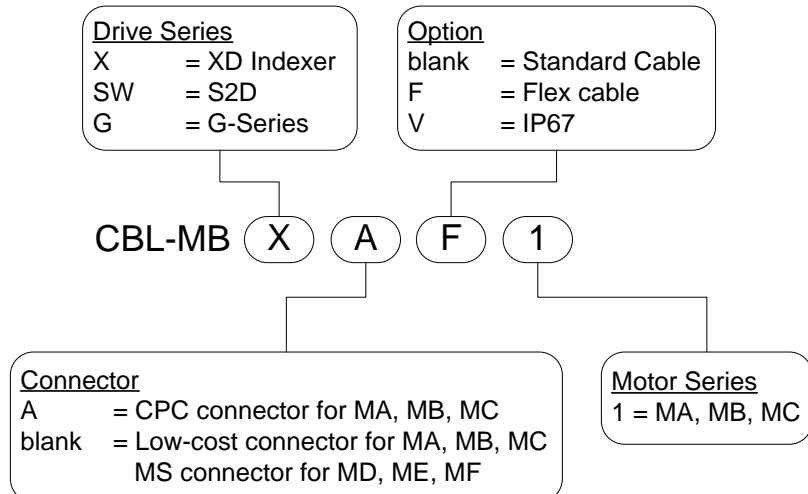 Drive Series
X = XD Indexer
SW = S2D
G = G-Series
Option
blank = Standard Cable
F = Flex cable
V = IP67
CBL-MB X A F 1
Connector
A = CPC connector for MA, MB, MC
blank = Low-cost connector for MA, MB, MC
MS connector for MD, ME, MF
Motor Series
1 = MA, MB, MC